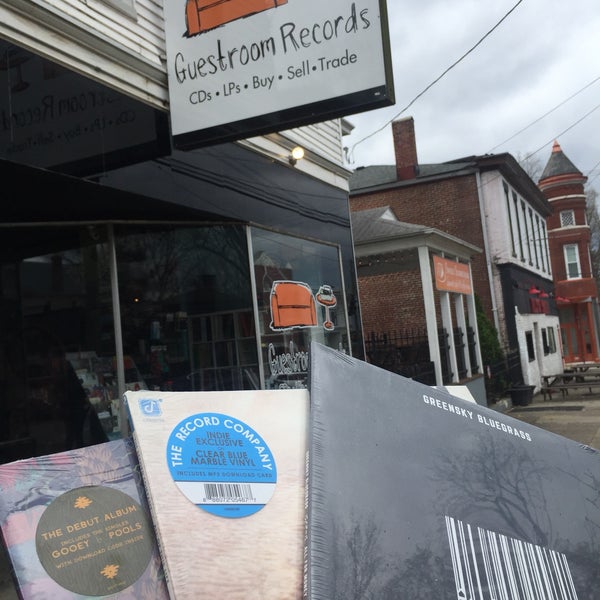 Guestroom Records
CDs • LPs • Buy • Sell • Trade
Guestroom
THE DEBUT ALBUM
INCLUDES THE SINGLES
GOOEY & POOLS
WITH DOWNLOAD CODE INSIDE
THE RECORD COMPANY
INDIE
EXCLUSIVE
CLEAR BLUE
MARBLE VINYL
INCLUDES MP3 DOWNLOAD CARD
GREENSKY BLUEGRASS